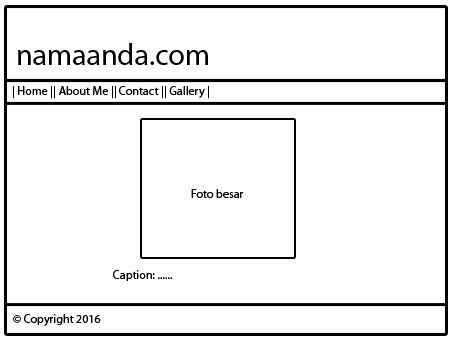 namaanda.com
| Home || About Me || Contact || Gallery |
Foto besar
Caption: ......
© Copyright 2016